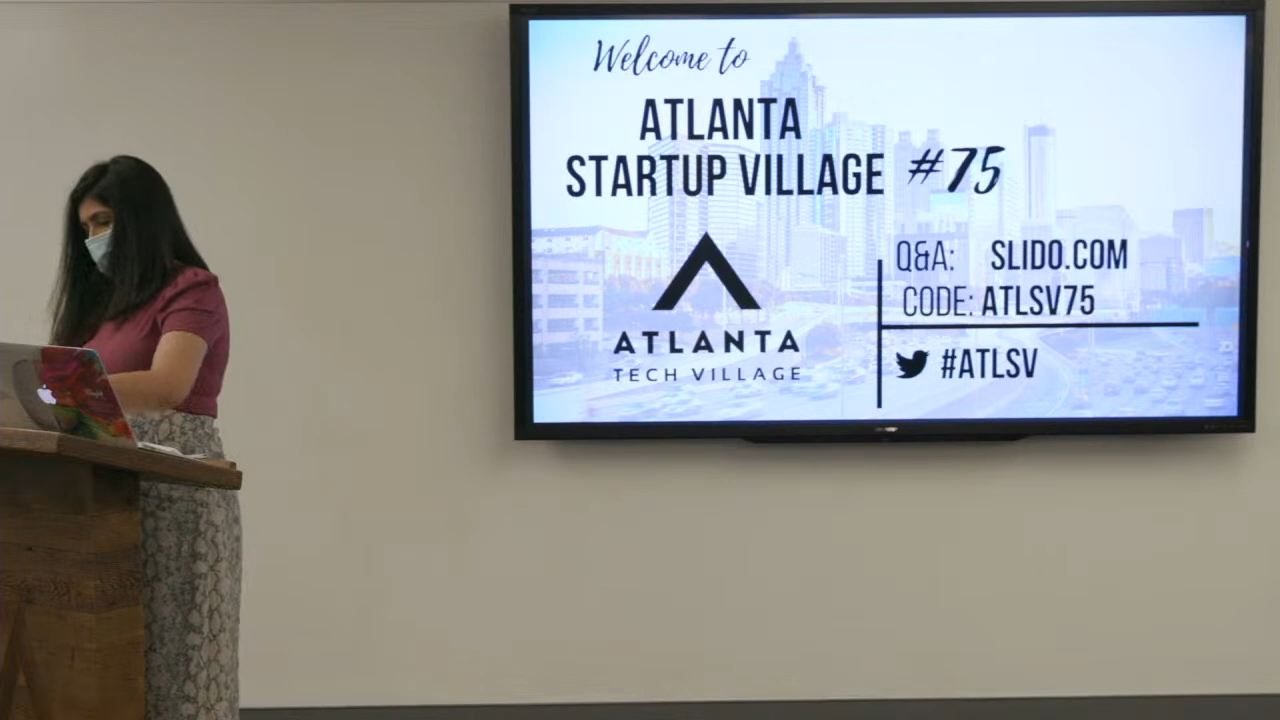 Welcome to
ATLANTA
STARTUP VILLAGE #75
ATLANTA
TECH VILLAGE
Q&A: SLIDO.COM
CODE: ATLSV75
#ATLSV